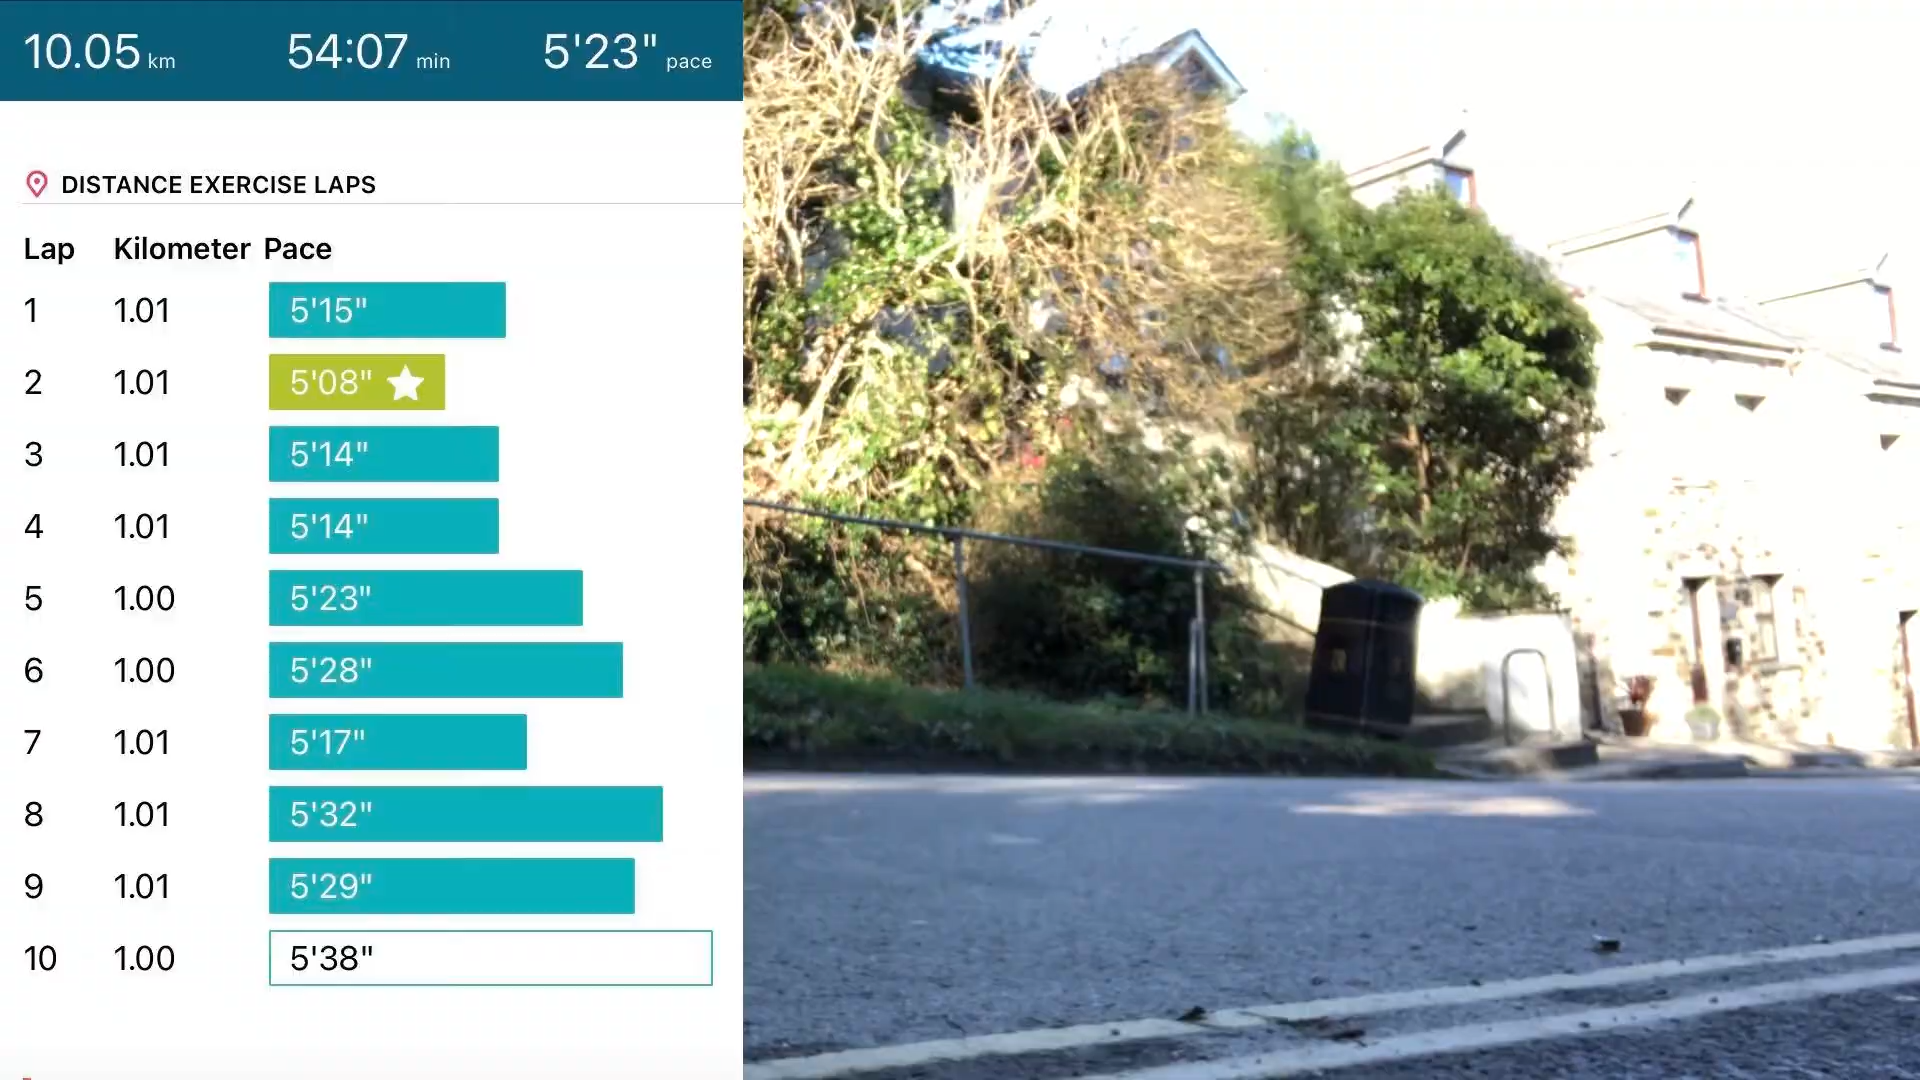 10.05 km 54:07 min 5'23" pace
DISTANCE EXERCISE LAPS
Lap Kilometer Pace
1 1.01 5'15"
2 1.01 5'08"
3 1.01 5'14"
4 1.01 5'14"
5 1.00 5'23"
6 1.00 5'28"
7 1.01 5'17"
8 1.01 5'32"
9 1.01 5'29"
10 1.00 5'38"